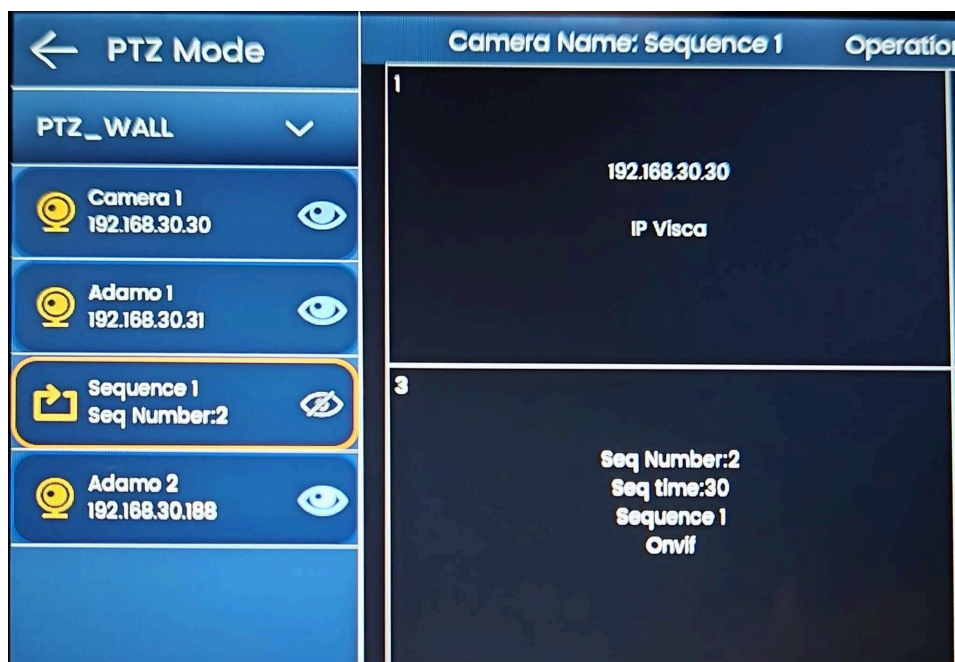 PTZ Mode
Camera Name: Sequence 1
PTZ_WALL
Camera 1
192.168.30.30
Adamo 1
192.168.30.31
Sequence 1
Seq Number:2
Adamo 2
192.168.30.188
1
192.168.30.30
IP Visca
3
Seq Number:2
Seq time:30
Sequence 1
Onvif